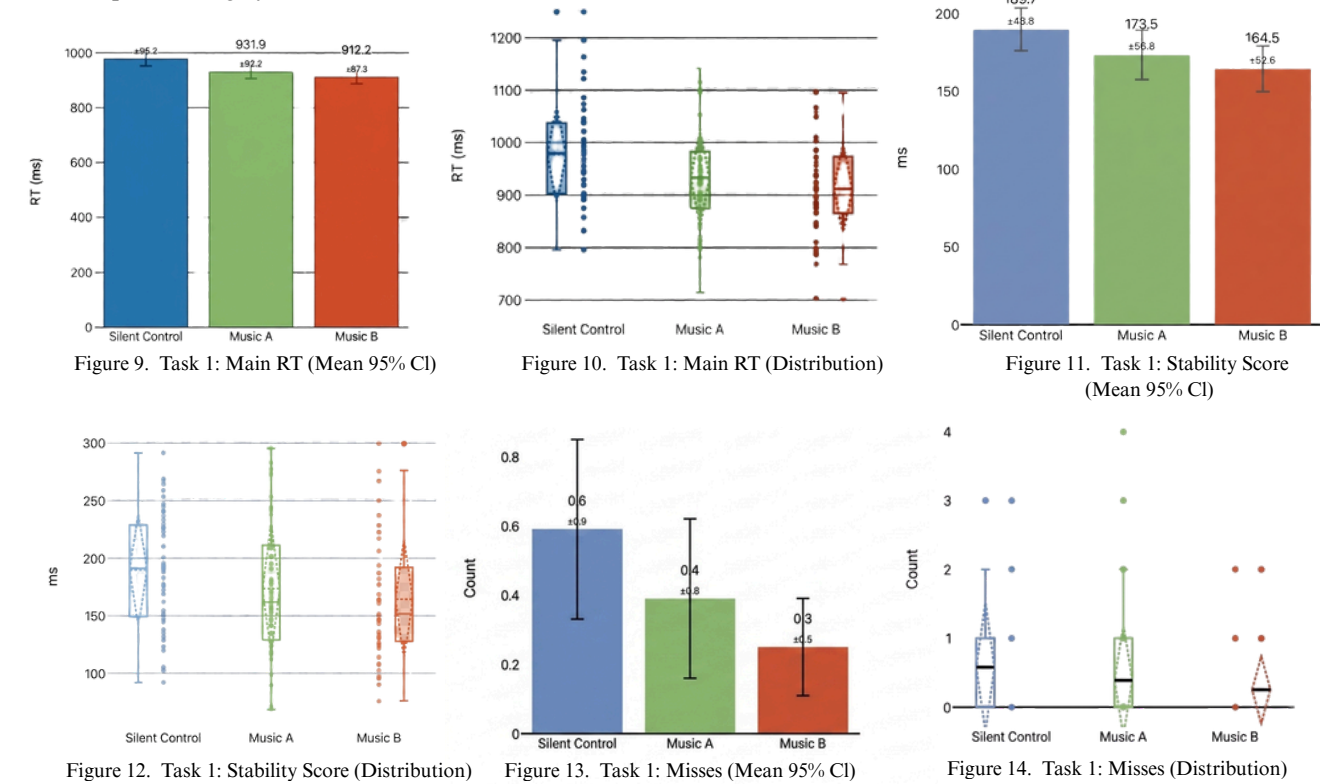 1000
800
600
400
200
0
RT (ms)
±95.2
931.9
±92.2
912.2
±87.3
Silent Control Music A Music B
Figure 9. Task 1: Main RT (Mean 95% Cl)
1200
1100
1000
900
800
700
RT (ms)
Silent Control Music A Music B
Figure 10. Task 1: Main RT (Distribution)
200
150
100
50
0
ms
±48.8
173.5
±56.8
164.5
±52.6
Silent Control Music A Music B
Figure 11. Task 1: Stability Score
(Mean 95% Cl)
300
250
200
150
100
ms
Silent Control Music A Music B
Figure 12. Task 1: Stability Score (Distribution)
0.8
0.6
0.4
0.2
0
Count
0.6
±0.9
0.4
±0.8
0.3
±0.5
Silent Control Music A Music B
Figure 13. Task 1: Misses (Mean 95% Cl)
4
3
2
1
0
Count
Silent Control Music A Music B
Figure 14. Task 1: Misses (Distribution)